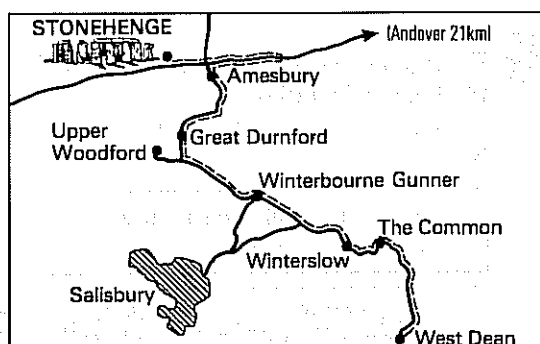 STONEHENGE
(Andover 21km)
Amesbury
Upper
Woodford
Great Durnford
Winterbourne Gunner
The Common
Winterslow
Salisbury
West Dean